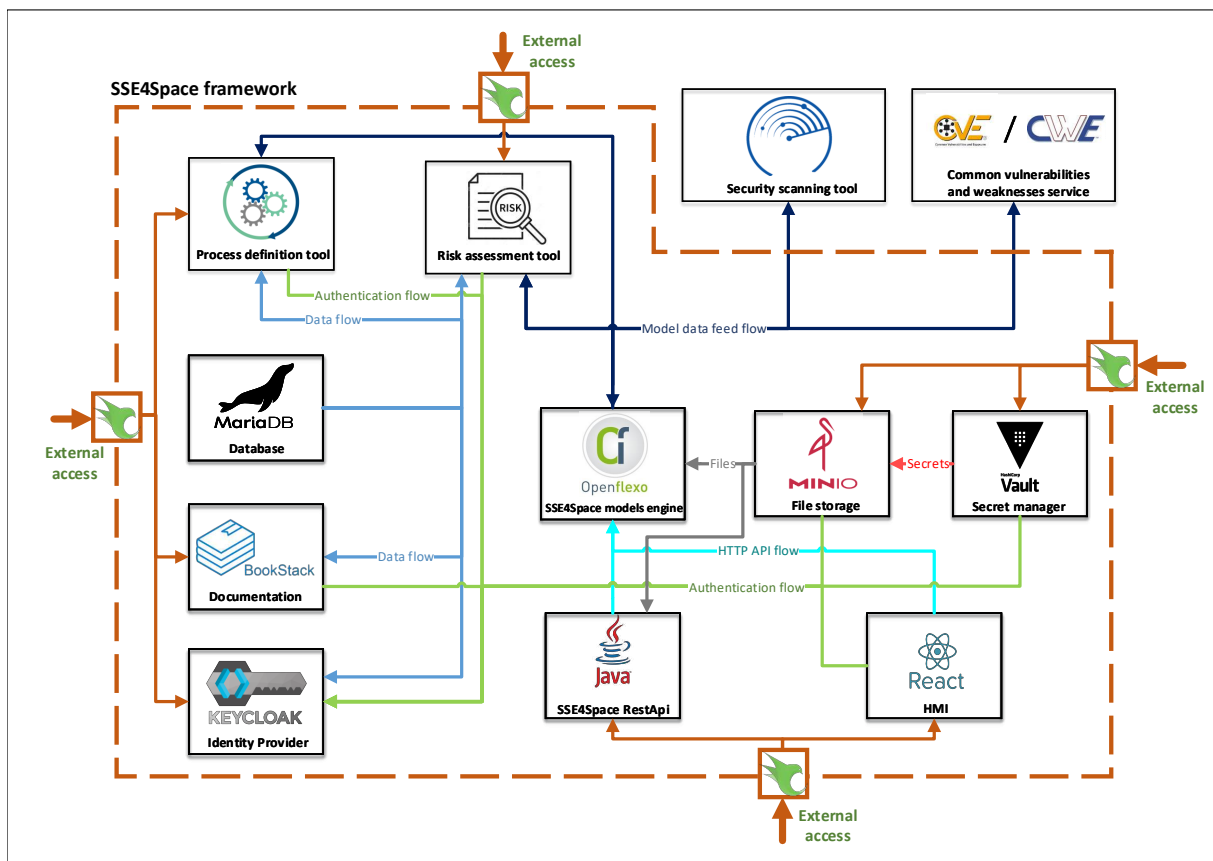 External
access
SSE4Space framework
CVE
/
CWE
Security scanning tool
Common vulnerabilities
and weaknesses service
RISK
Process definition tool
Risk assessment tool
Authentication flow
Data flow
Model data feed flow
External
access
MariaDB
Database
External
access
Openflexo
SSE4Space models engine
Files
MINIO
File storage
Secrets
HashiCorp
Vault
Secret manager
BookStack
Documentation
Data flow
HTTP API flow
Authentication flow
Java
SSE4Space RestApi
React
HMI
KEYCLOAK
Identity Provider
External
access